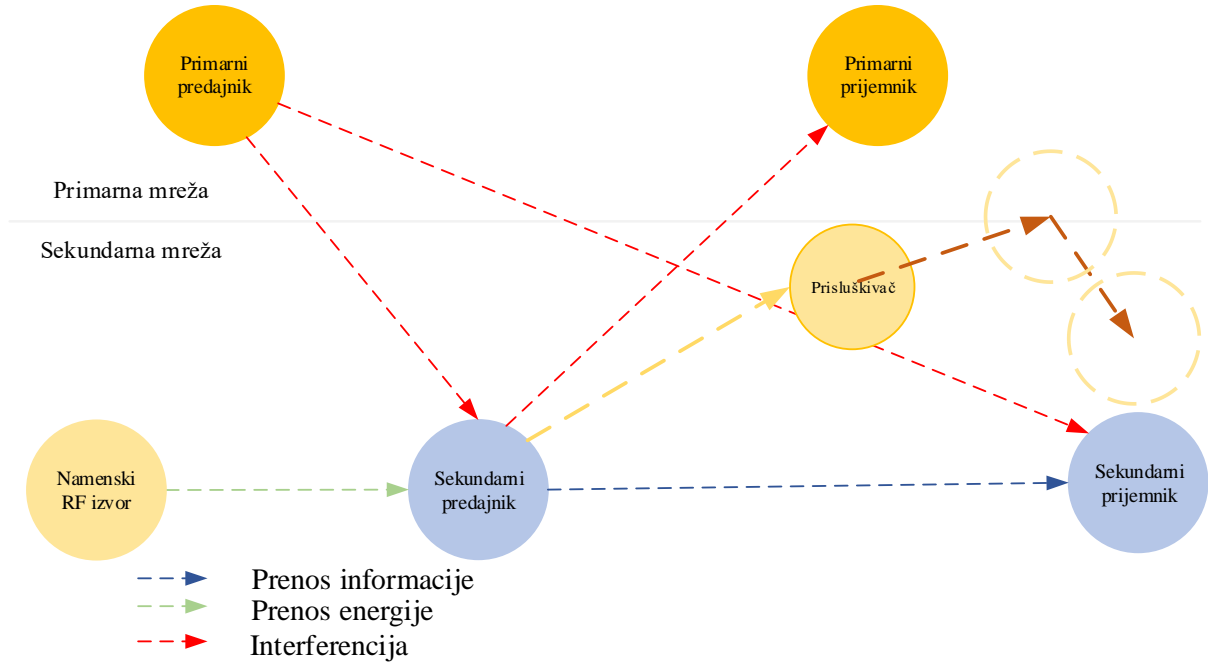 Primarni
predajnik
Primarni
prijemnik
Primarna mreža
Sekundarna mreža
Prisluškivač
Namenski
RF izvor
Sekundarni
predajnik
Sekundarni
prijemnik
Prenos informacije
Prenos energije
Interferencija